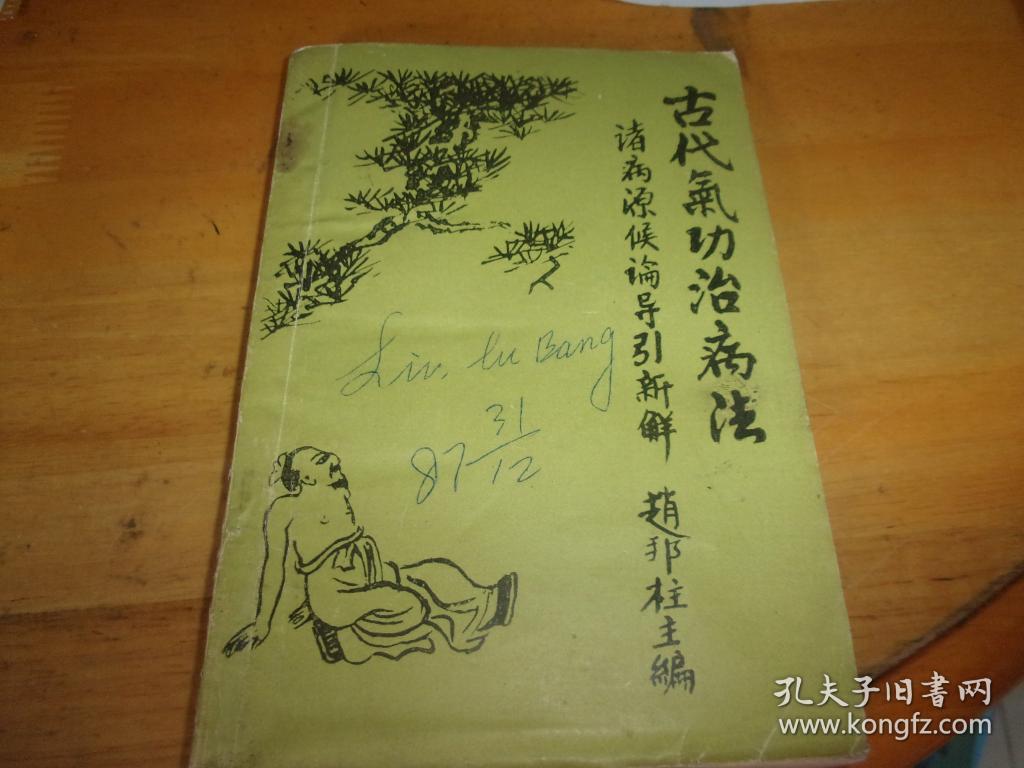 古代氣功治病法
诸病源候论导引新解
趙邦柱主編
Liu, lu Bang
87 31/12
孔夫子旧书网
www.kongfz.com